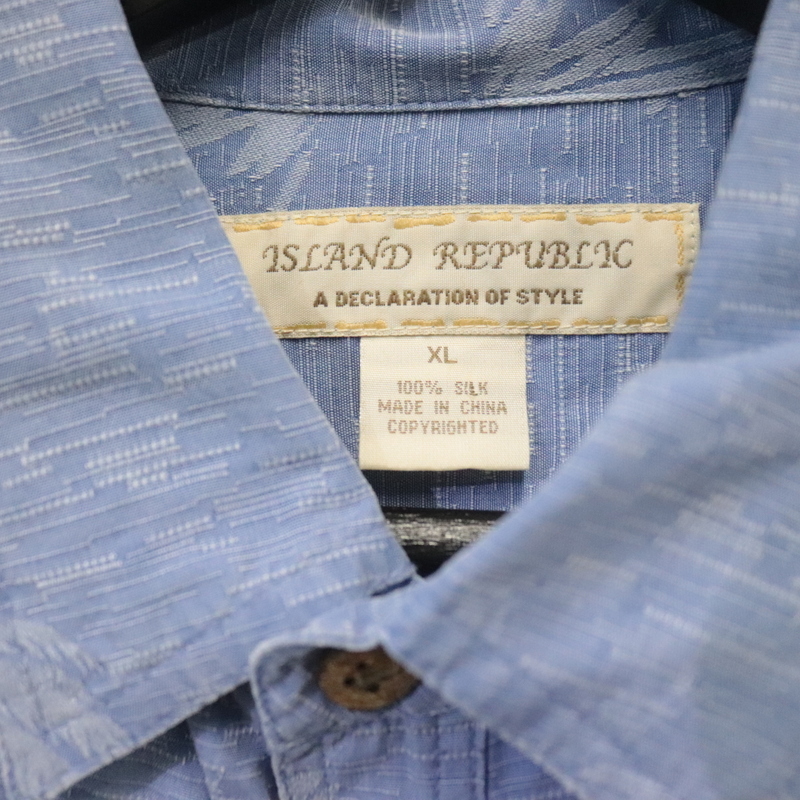 ISLAND REPUBLIC
A DECLARATION OF STYLE
XL
100% SILK
MADE IN CHINA
COPYRIGHTED